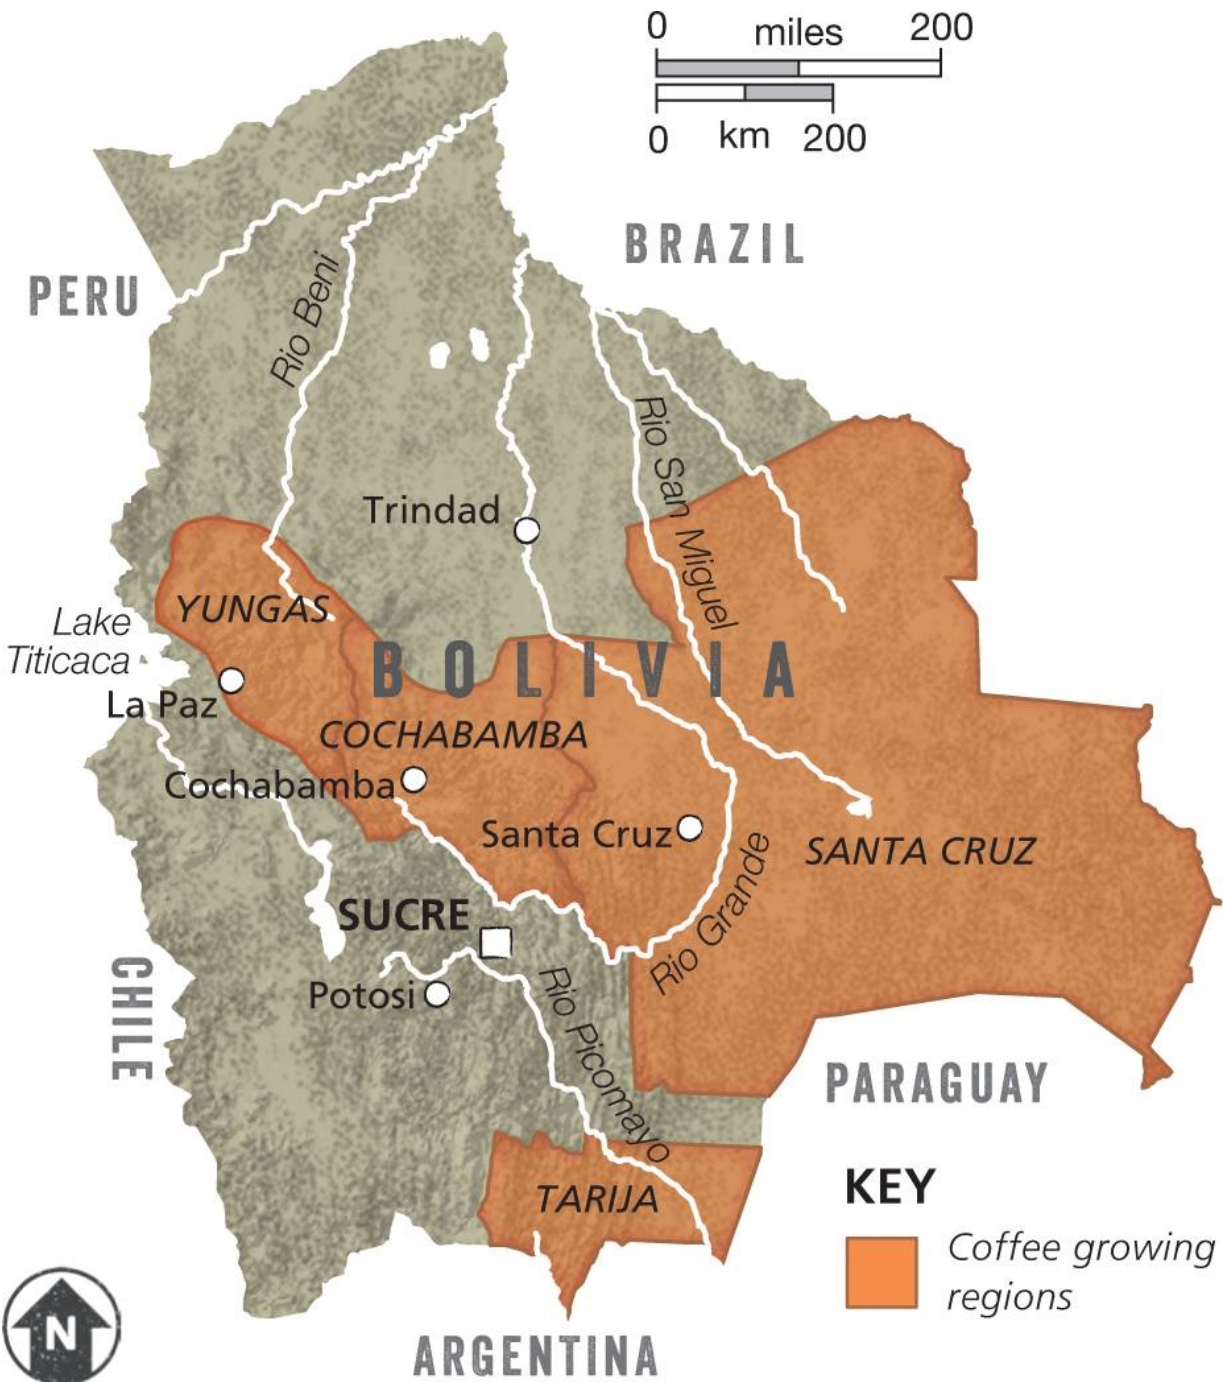 0 miles 200
0 km 200
BRAZIL
PERU
Rio Beni
Rio San Miguel
Trindad
YUNGAS
Lake
Titicaca
BOLIVIA
La Paz
COCHABAMBA
Cochabamba
Santa Cruz
SANTA CRUZ
Rio Grande
SUCRE
CHILE
Potosi
Rio Picomayo
PARAGUAY
KEY
TARIJA
Coffee growing
regions
N
ARGENTINA